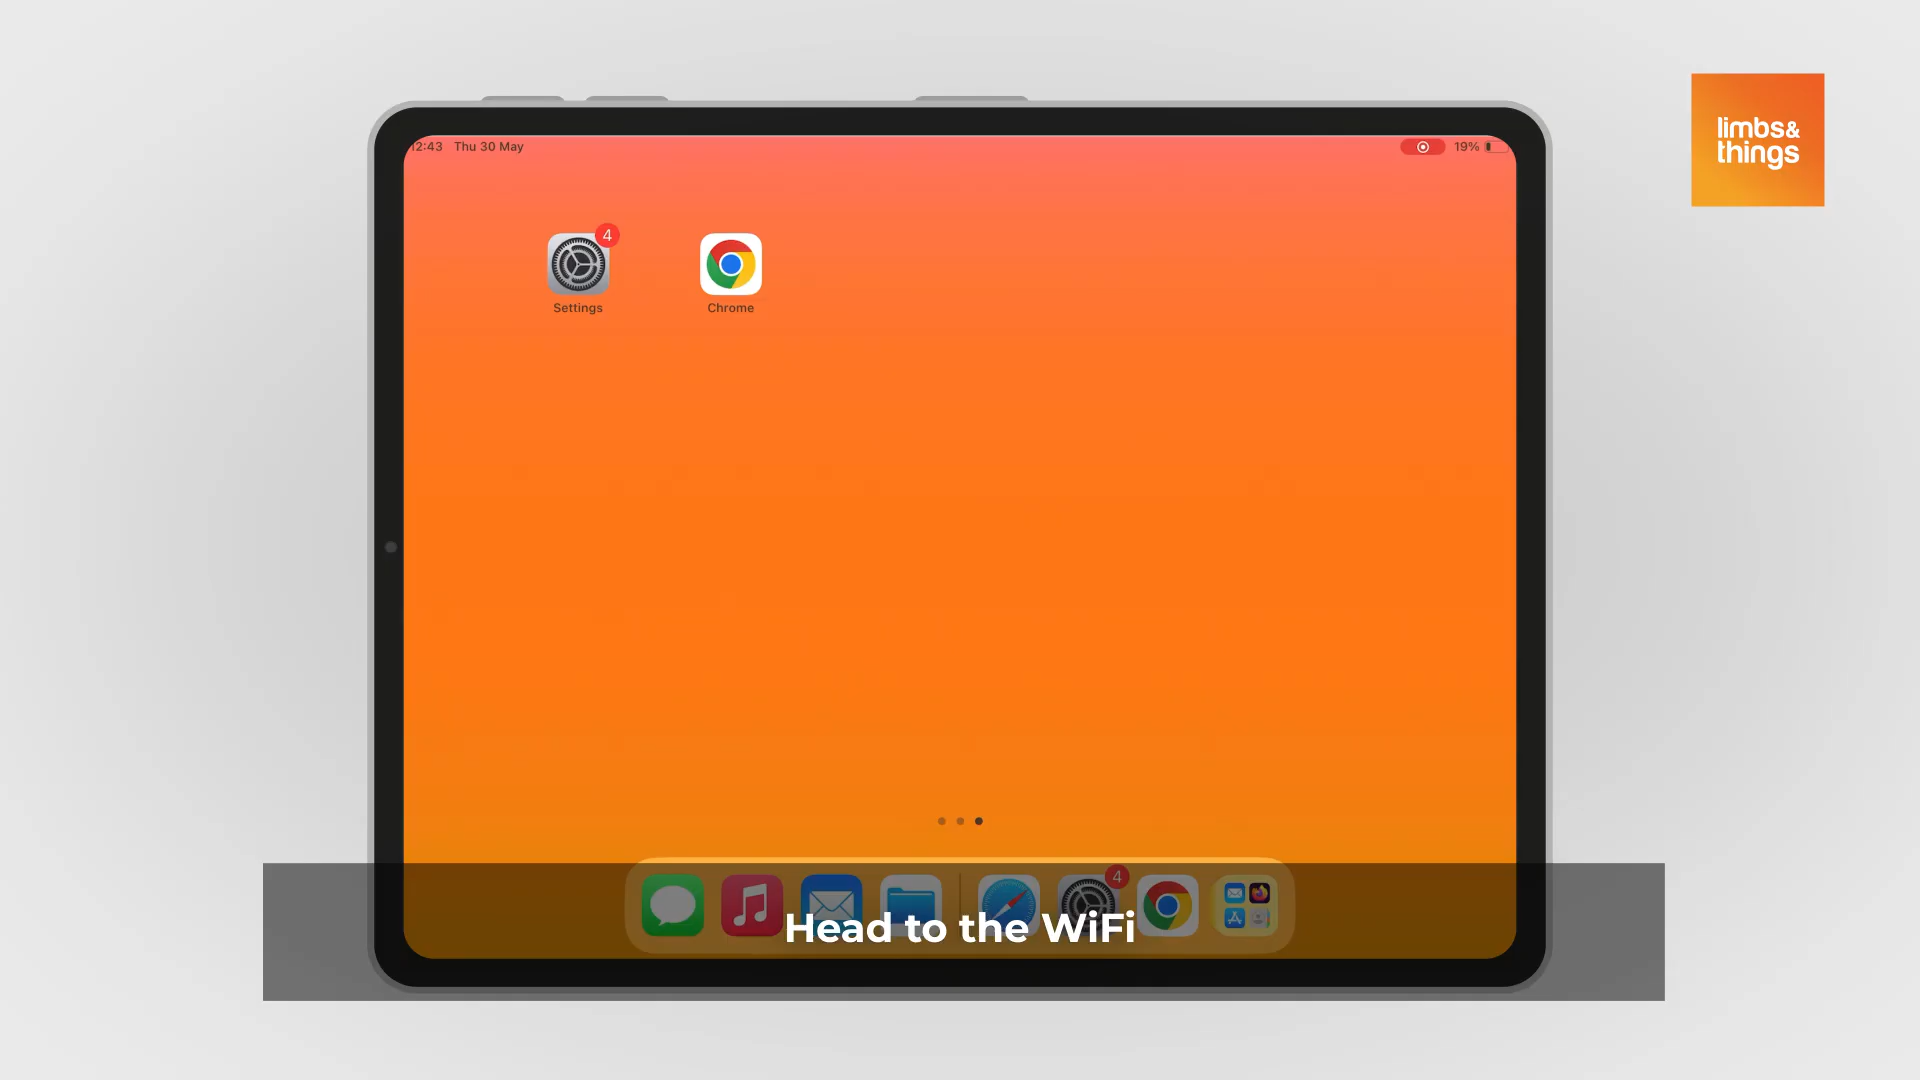 12:43 Thu 30 May
19%
limbs&
things
4
Settings
Chrome
4
Head to the WiFi